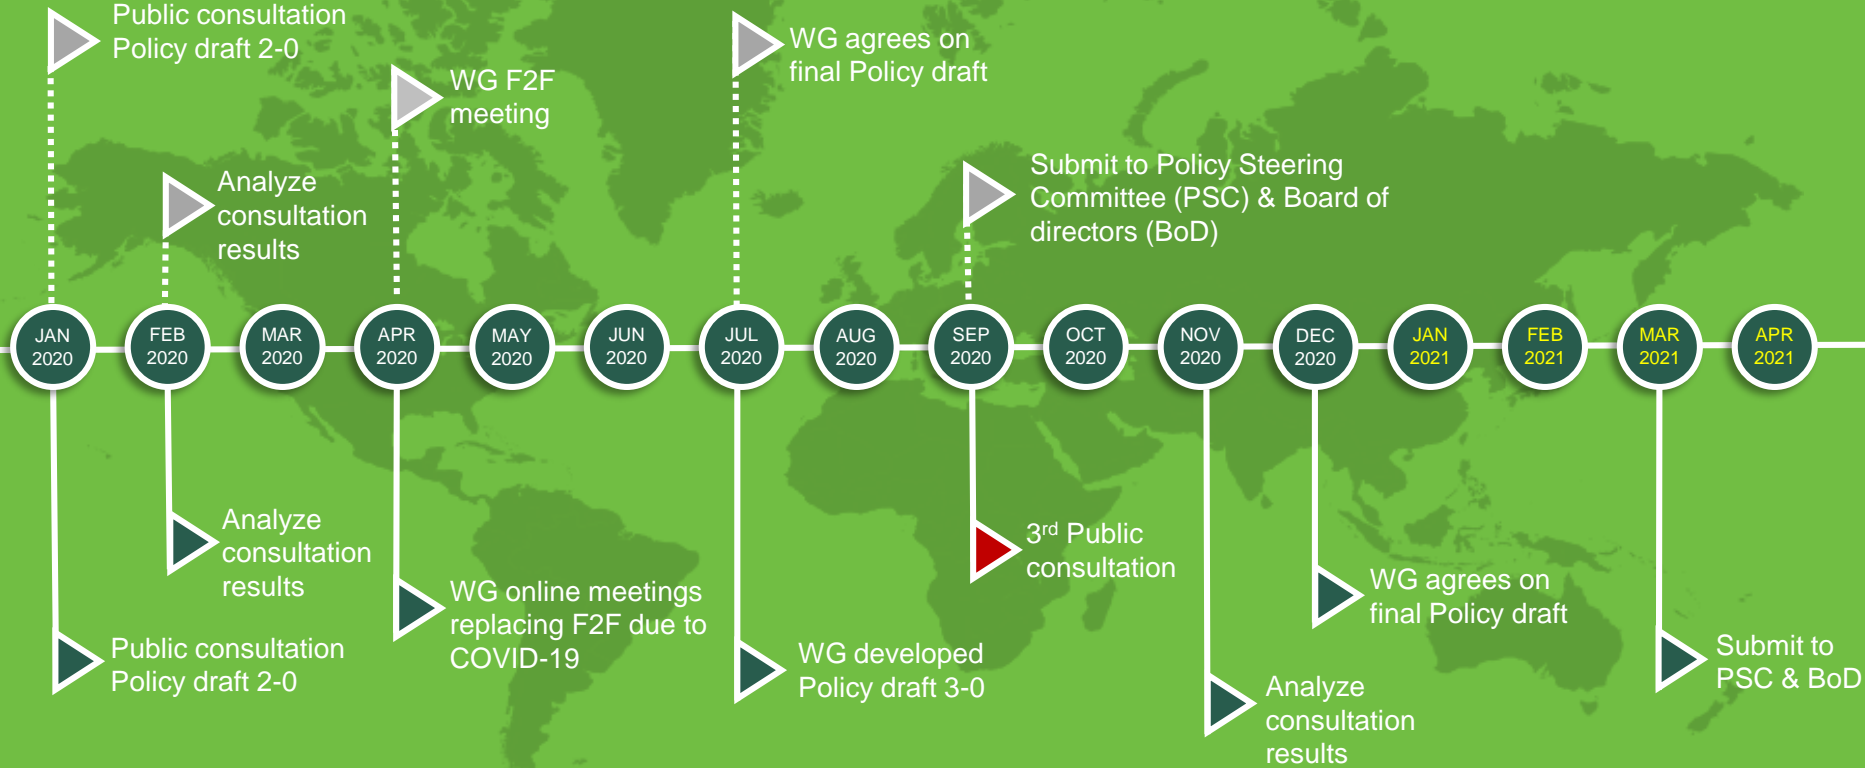 Public consultation
Policy draft 2-0
WG F2F
meeting
WG agrees on
final Policy draft
Analyze
consultation
results
Submit to Policy Steering
Committee (PSC) & Board of
directors (BoD)
JAN
2020
FEB
2020
MAR
2020
APR
2020
MAY
2020
JUN
2020
JUL
2020
AUG
2020
SEP
2020
OCT
2020
NOV
2020
DEC
2020
JAN
2021
FEB
2021
MAR
2021
APR
2021
Analyze
consultation
results
Public consultation
Policy draft 2-0
WG online meetings
replacing F2F due to
COVID-19
WG developed
Policy draft 3-0
3rd Public
consultation
Analyze
consultation
results
WG agrees on
final Policy draft
Submit to
PSC & BoD